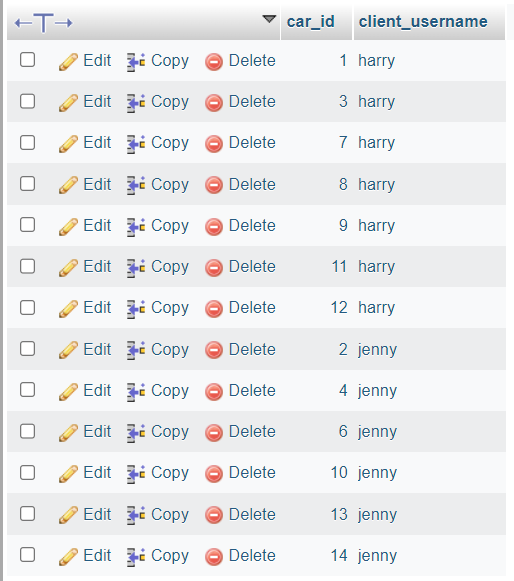 car_id client_username
Edit Copy Delete 1 harry
Edit Copy Delete 3 harry
Edit Copy Delete 7 harry
Edit Copy Delete 8 harry
Edit Copy Delete 9 harry
Edit Copy Delete 11 harry
Edit Copy Delete 12 harry
Edit Copy Delete 2 jenny
Edit Copy Delete 4 jenny
Edit Copy Delete 6 jenny
Edit Copy Delete 10 jenny
Edit Copy Delete 13 jenny
Edit Copy Delete 14 jenny